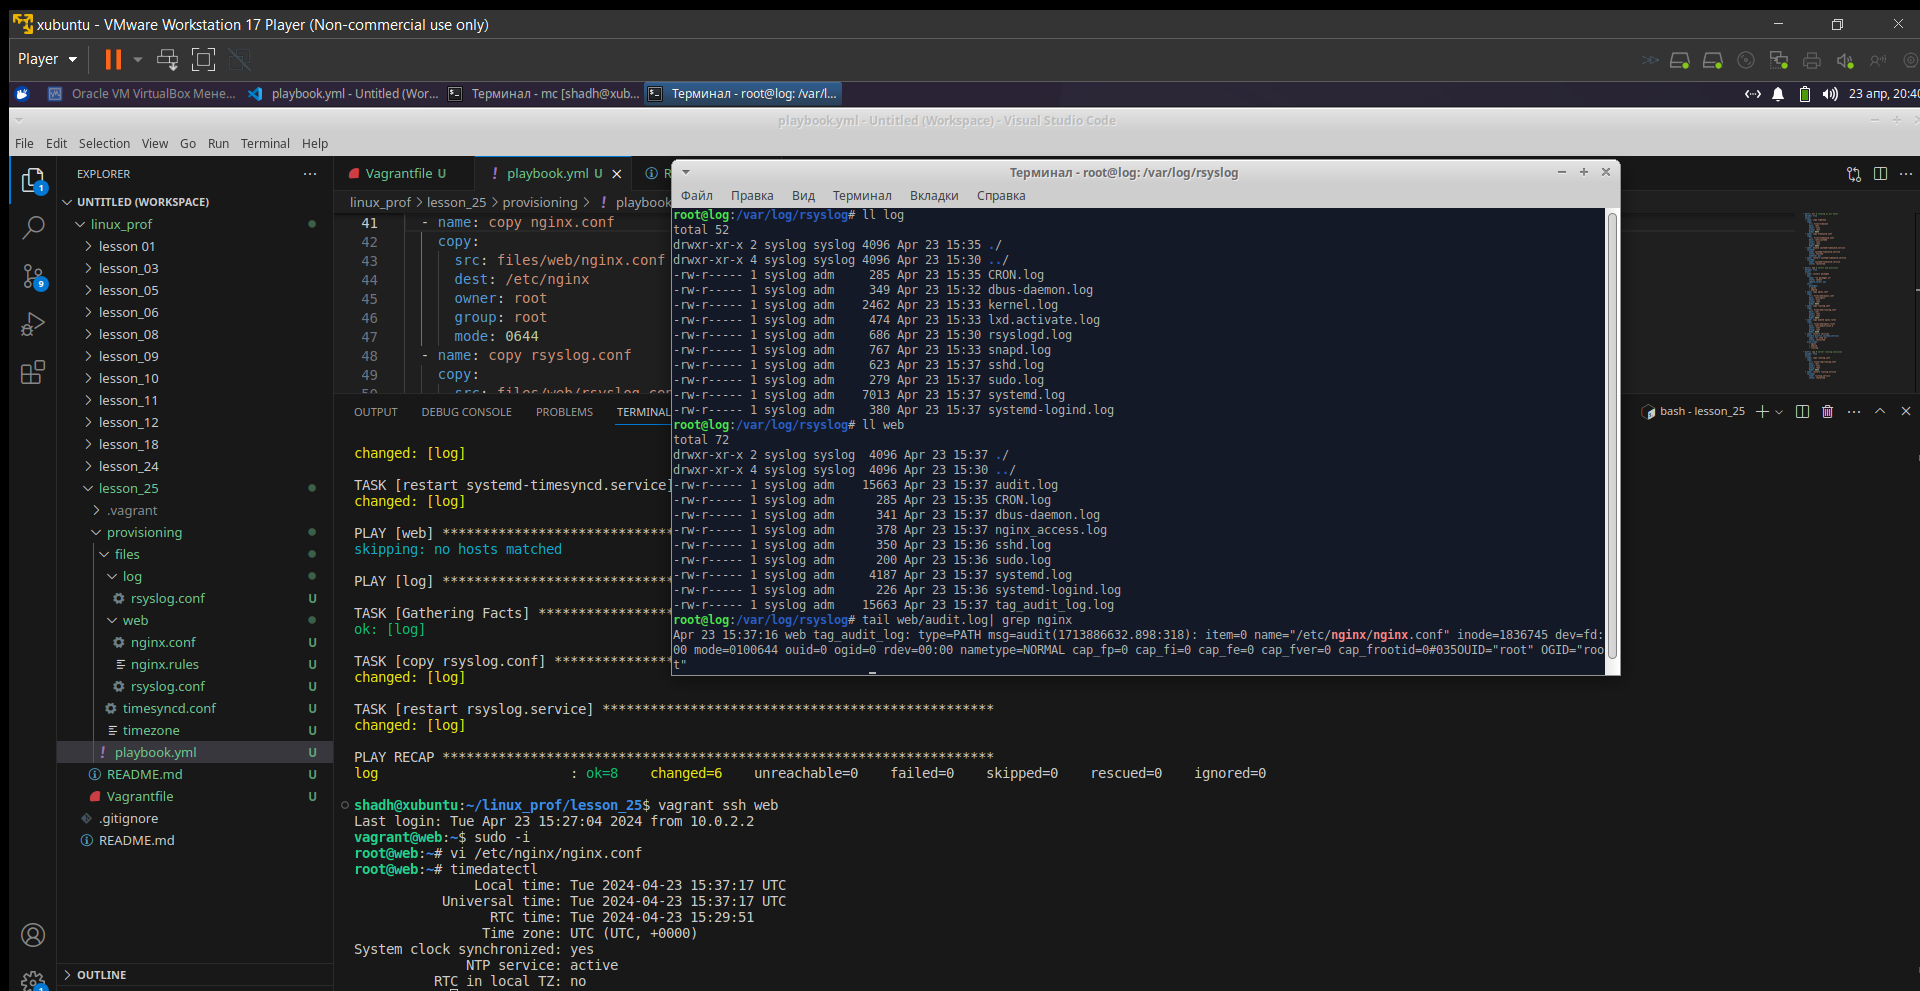 xubuntu - VMware Workstation 17 Player (Non-commercial use only)
Player
Oracle VM VirtualBox Мене...
playbook.yml - Untitled (Wor...
Терминал - mc [shadh@xub...
Терминал - root@log: /var/l...
23 апр, 20:40
playbook.yml - Untitled (Workspace) - Visual Studio Code
File Edit Selection View Go Run Terminal Help
EXPLORER
UNTITLED (WORKSPACE)
linux_prof
lesson 01
lesson_03
lesson_05
lesson_06
lesson_08
lesson_09
lesson_10
lesson_11
lesson_12
lesson_18
lesson_24
lesson_25
.vagrant
provisioning
files
log
rsyslog.conf U
web
nginx.conf U
nginx.rules U
rsyslog.conf U
timesyncd.conf U
timezone U
! playbook.yml U
README.md U
Vagrantfile U
.gitignore
README.md
OUTLINE
1
9
1
Vagrantfile U
! playbook.yml U
R
linux_prof > lesson_25 > provisioning > ! playbook
41 - name: copy nginx.conf
42 copy:
43 src: files/web/nginx.conf
44 dest: /etc/nginx
45 owner: root
46 group: root
47 mode: 0644
48 - name: copy rsyslog.conf
49 copy:
50 src: files/web/rsyslog.con
OUTPUT DEBUG CONSOLE PROBLEMS TERMINAL
bash - lesson_25
changed: [log]
TASK [restart systemd-timesyncd.service]
changed: [log]
PLAY [web] *****************************
skipping: no hosts matched
PLAY [log] *****************************
TASK [Gathering Facts] *****************
ok: [log]
TASK [copy rsyslog.conf] ***************
changed: [log]
TASK [restart rsyslog.service] *************************************************
changed: [log]
PLAY RECAP *********************************************************************
log : ok=8 changed=6 unreachable=0 failed=0 skipped=0 rescued=0 ignored=0
shadh@xubuntu:~/linux_prof/lesson_25$ vagrant ssh web
Last login: Tue Apr 23 15:27:04 2024 from 10.0.2.2
vagrant@web:~$ sudo -i
root@web:~# vi /etc/nginx/nginx.conf
root@web:~# timedatectl
Local time: Tue 2024-04-23 15:37:17 UTC
Universal time: Tue 2024-04-23 15:37:17 UTC
RTC time: Tue 2024-04-23 15:29:51
Time zone: UTC (UTC, +0000)
System clock synchronized: yes
NTP service: active
RTC in local TZ: no
Терминал - root@log: /var/log/rsyslog
Файл Правка Вид Терминал Вкладки Справка
root@log:/var/log/rsyslog# ll log
total 52
drwxr-xr-x 2 syslog syslog 4096 Apr 23 15:35 ./
drwxr-xr-x 4 syslog syslog 4096 Apr 23 15:30 ../
-rw-r----- 1 syslog adm 285 Apr 23 15:35 CRON.log
-rw-r----- 1 syslog adm 349 Apr 23 15:32 dbus-daemon.log
-rw-r----- 1 syslog adm 2462 Apr 23 15:33 kernel.log
-rw-r----- 1 syslog adm 474 Apr 23 15:33 lxd.activate.log
-rw-r----- 1 syslog adm 686 Apr 23 15:30 rsyslogd.log
-rw-r----- 1 syslog adm 767 Apr 23 15:33 snapd.log
-rw-r----- 1 syslog adm 623 Apr 23 15:37 sshd.log
-rw-r----- 1 syslog adm 279 Apr 23 15:37 sudo.log
-rw-r----- 1 syslog adm 7013 Apr 23 15:37 systemd.log
-rw-r----- 1 syslog adm 380 Apr 23 15:37 systemd-logind.log
root@log:/var/log/rsyslog# ll web
total 72
drwxr-xr-x 2 syslog syslog 4096 Apr 23 15:37 ./
drwxr-xr-x 4 syslog syslog 4096 Apr 23 15:30 ../
-rw-r----- 1 syslog adm 15663 Apr 23 15:37 audit.log
-rw-r----- 1 syslog adm 285 Apr 23 15:35 CRON.log
-rw-r----- 1 syslog adm 341 Apr 23 15:37 dbus-daemon.log
-rw-r----- 1 syslog adm 378 Apr 23 15:37 nginx_access.log
-rw-r----- 1 syslog adm 350 Apr 23 15:36 sshd.log
-rw-r----- 1 syslog adm 200 Apr 23 15:36 sudo.log
-rw-r----- 1 syslog adm 4187 Apr 23 15:37 systemd.log
-rw-r----- 1 syslog adm 226 Apr 23 15:36 systemd-logind.log
-rw-r----- 1 syslog adm 15663 Apr 23 15:37 tag_audit_log.log
root@log:/var/log/rsyslog# tail web/audit.log| grep nginx
Apr 23 15:37:16 web tag_audit_log: type=PATH msg=audit(1713886632.898:318): item=0 name="/etc/nginx/nginx.conf" inode=1836745 dev=fd:
00 mode=0100644 ouid=0 ogid=0 rdev=00:00 nametype=NORMAL cap_fp=0 cap_fi=0 cap_fe=0 cap_fver=0 cap_frootid=0#035OUID="root" OGID="roo
t"